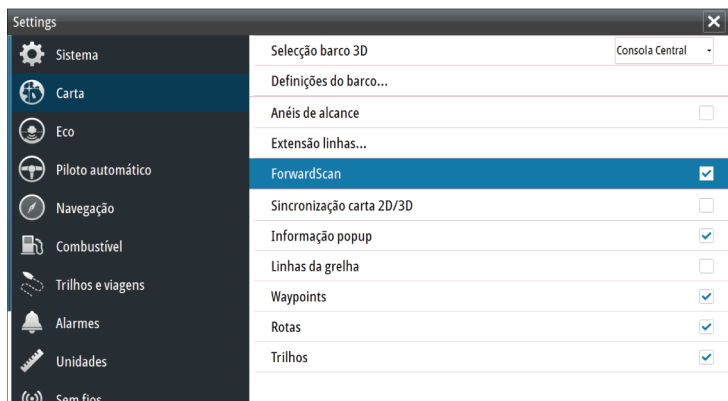 Settings
Sistema
Carta
Eco
Piloto automático
Navegação
Combustível
Trilhos e viagens
Alarmes
Unidades
Sem fios
Selecção barco 3D
Consola Central
Definições do barco...
Anéis de alcance
Extensão linhas...
ForwardScan
Sincronização carta 2D/3D
Informação popup
Linhas da grelha
Waypoints
Rotas
Trilhos